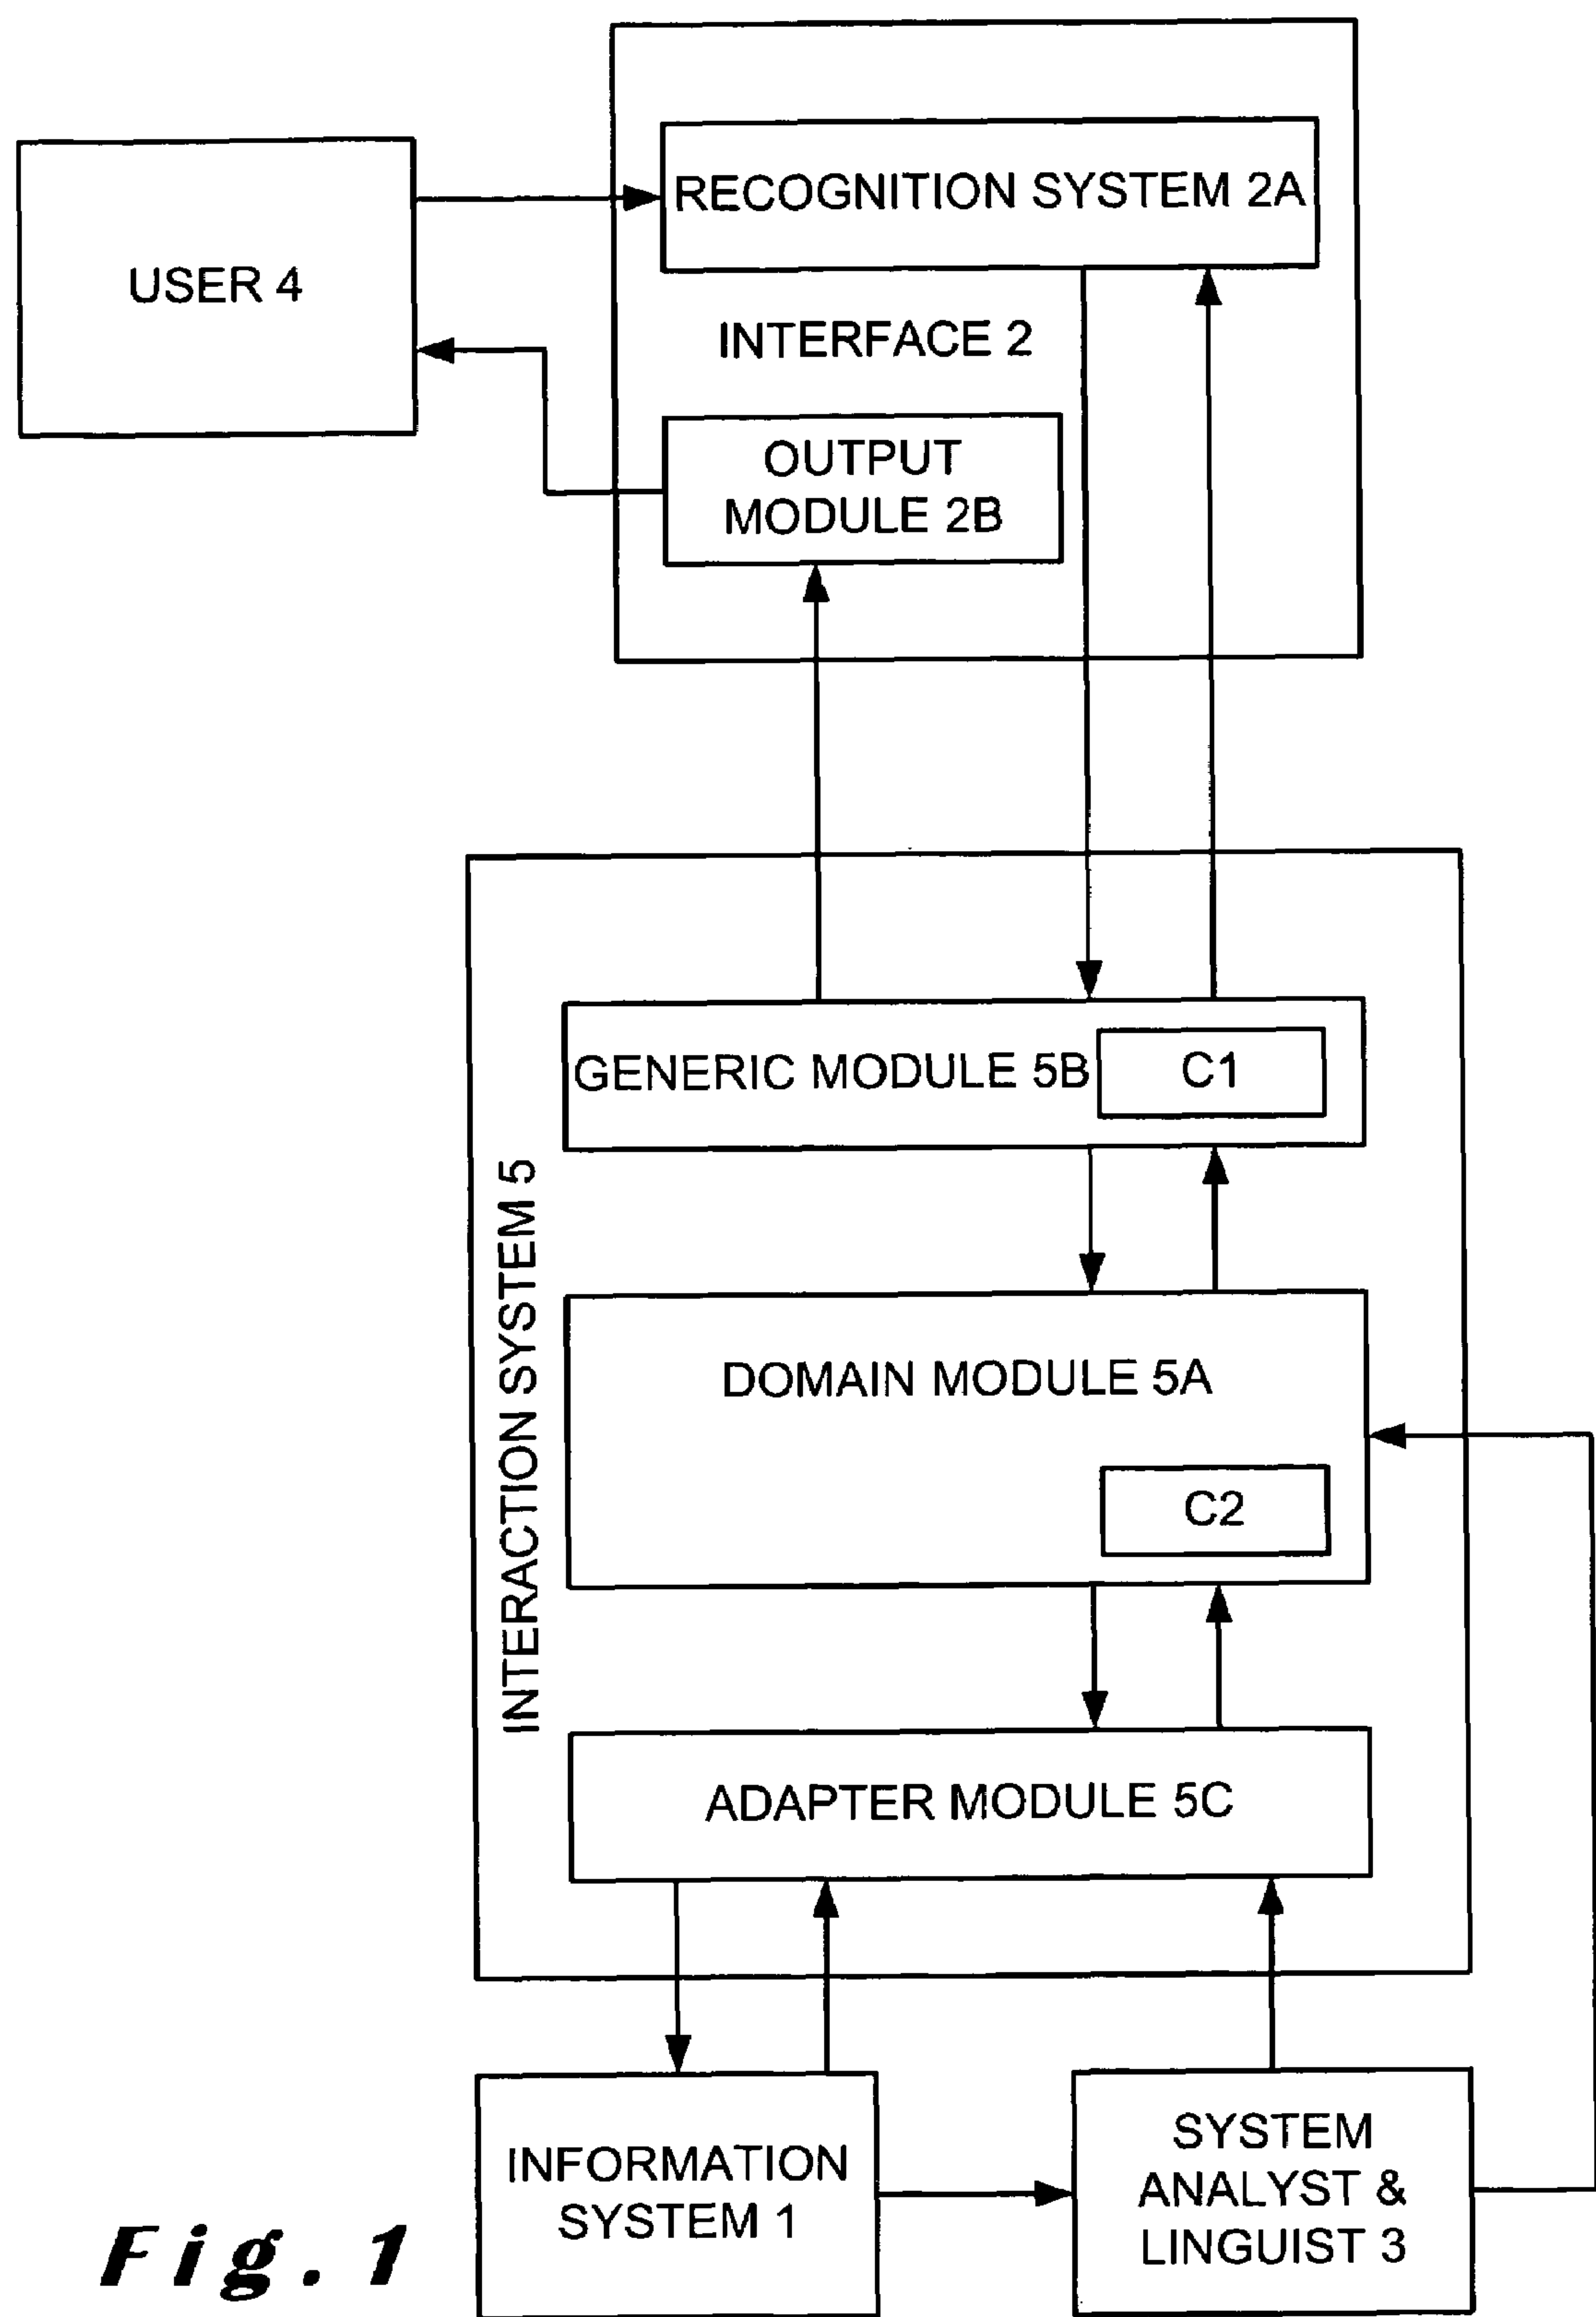 RECOGNITION SYSTEM 2A
USER 4
INTERFACE 2
OUTPUT
MODULE 2B
GENERIC MODULE 5B
C1
INTERACTION SYSTEM 5
DOMAIN MODULE 5A
C2
ADAPTER MODULE 5C
INFORMATION
SYSTEM 1
SYSTEM
ANALYST &
LINGUIST 3
Fig. 1